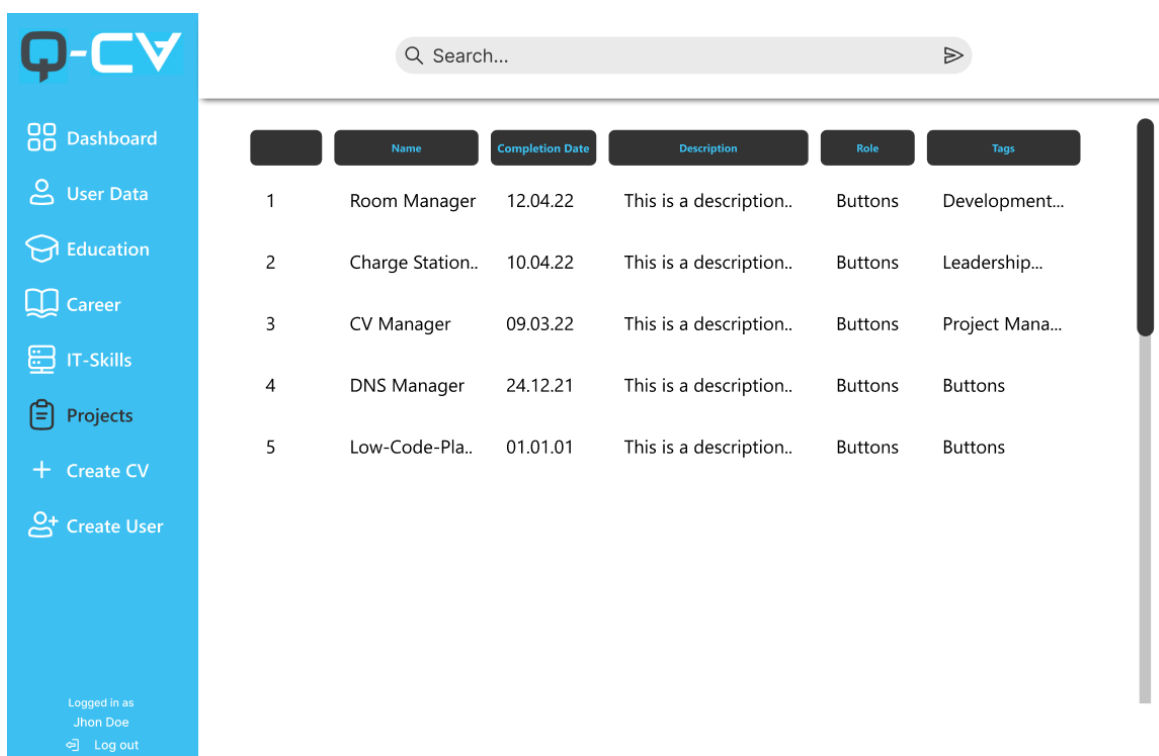 Q-CV
Search...
Dashboard
User Data
Education
Career
IT-Skills
Projects
Create CV
Create User
Logged in as
Jhon Doe
Log out
Name Completion Date Description Role Tags
1 Room Manager 12.04.22 This is a description.. Buttons Development...
2 Charge Station.. 10.04.22 This is a description.. Buttons Leadership...
3 CV Manager 09.03.22 This is a description.. Buttons Project Mana...
4 DNS Manager 24.12.21 This is a description.. Buttons Buttons
5 Low-Code-Pla.. 01.01.01 This is a description.. Buttons Buttons